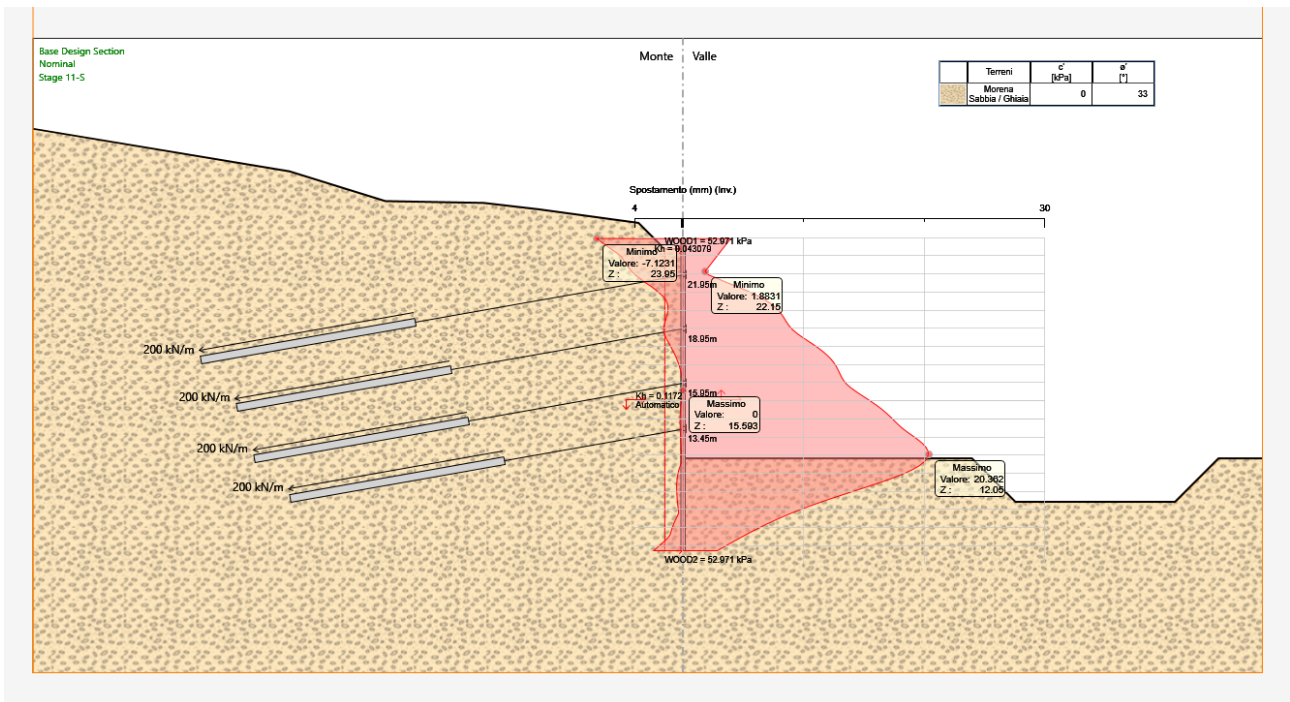 Base Design Section
Nominal
Stage 11-S
Monte Valle
Terreni c' [kPa] ø' [°]
Morena Sabbia / Ghiaia 0 33
Spostamento (mm) (Inv.)
4 30
WOOD1 = 52.971 kPa
Kh = 0.043079
Minimo
Valore: -7.1231
Z : 23.95
21.95m
Minimo
Valore: 1.8831
Z : 22.15
18.95m
200 kN/m
15.95m
Kh = 0.1172
Automatico
200 kN/m
Massimo
Valore: 0
Z : 15.593
13.45m
200 kN/m
Massimo
Valore: 20.362
Z : 12.05
200 kN/m
WOOD2 = 52.971 kPa